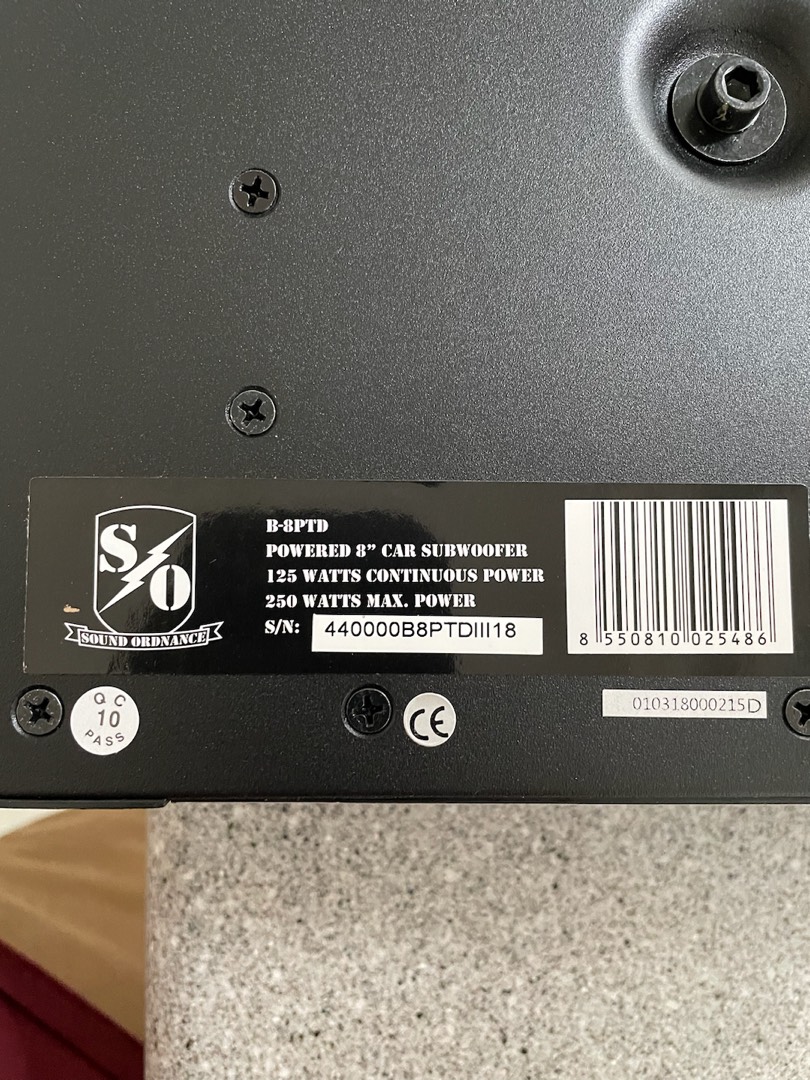 S O
SOUND ORDNANCE
B-8PTD
POWERED 8” CAR SUBWOOFER
125 WATTS CONTINUOUS POWER
250 WATTS MAX. POWER
S/N: 440000B8PTDIII18
8 550810 025486
QC
10
PASS
CE
010318000215D